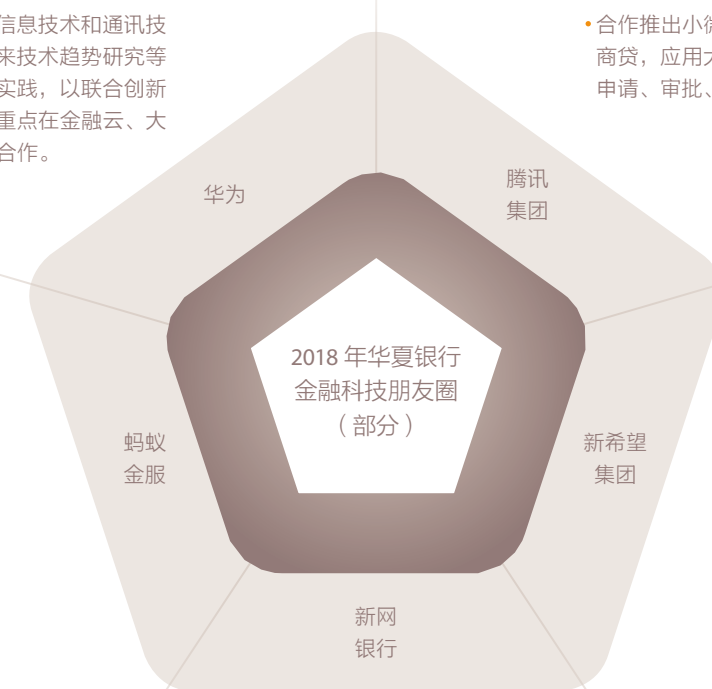 信息技术和通讯技
来技术趋势研究等
实践，以联合创新
重点在金融云、大
合作。
•合作推出小微
商贷，应用大
申请、审批、
华为
腾讯
集团
2018 年华夏银行
金融科技朋友圈
（部分）
蚂蚁
金服
新希望
集团
新网
银行